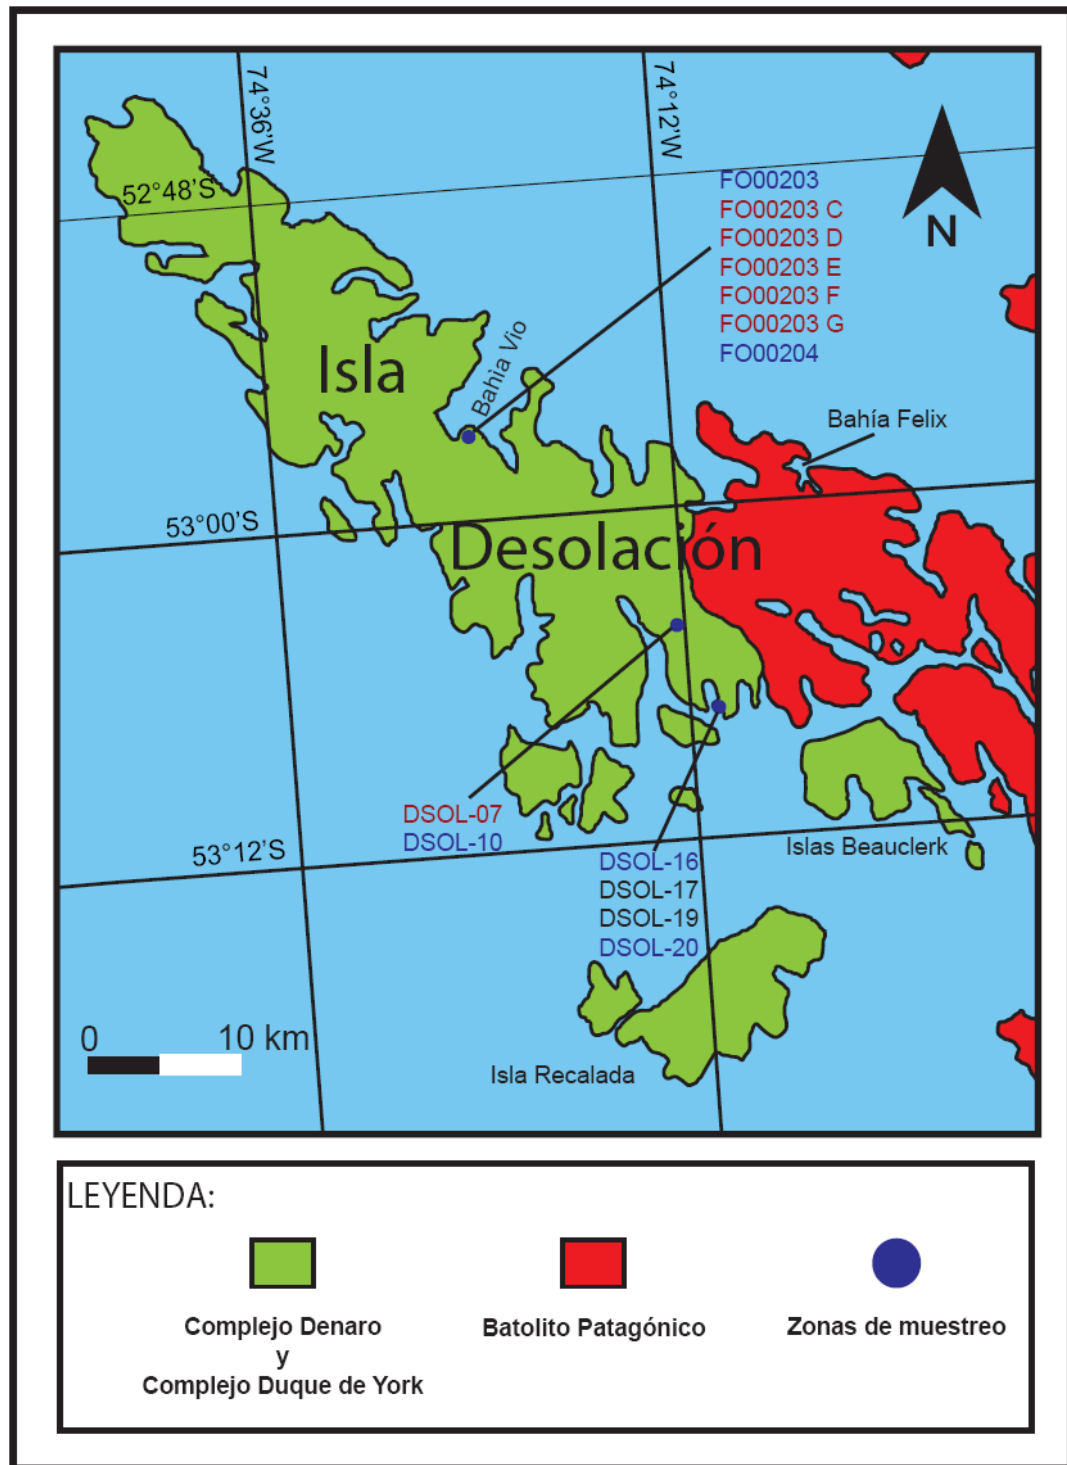 74°36'W
74°12'W
52°48'S
FO00203
FO00203 C
FO00203 D
FO00203 E
FO00203 F
FO00203 G
FO00204
N
Isla
Bahìa Vio
Bahía Felix
53°00'S
Desolación
DSOL-07
DSOL-10
53°12'S
Islas Beauclerk
DSOL-16
DSOL-17
DSOL-19
DSOL-20
0 10 km
Isla Recalada
LEYENDA:
Complejo Denaro
y
Complejo Duque de York
Batolito Patagónico
Zonas de muestreo